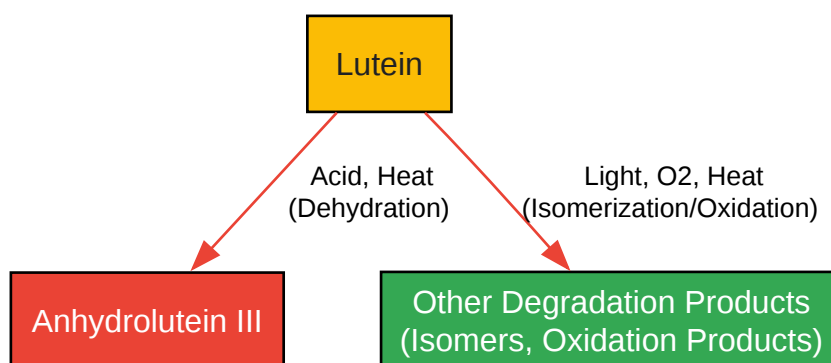 Lutein
Acid, Heat
(Dehydration)
Light, O2, Heat
(Isomerization/Oxidation)
Anhydrolutein III
Other Degradation Products
(Isomers, Oxidation Products)